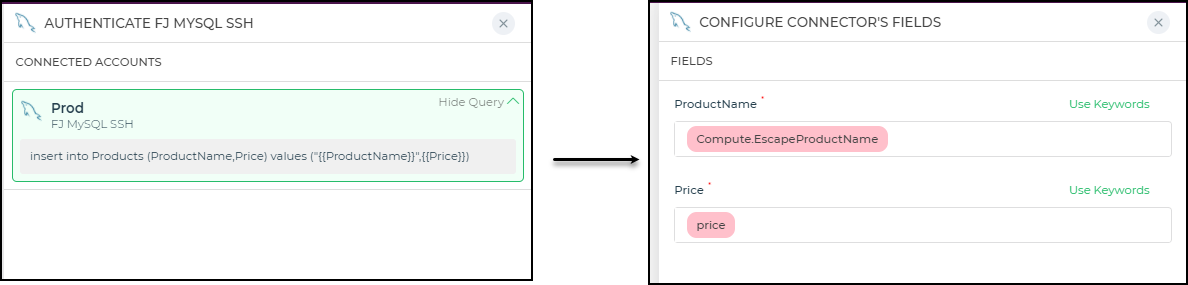 AUTHENTICATE FJ MYSQL SSH
CONNECTED ACCOUNTS
Prod
Hide Query
FJ MySQL SSH
insert into Products (ProductName,Price) values ("{{ProductName}}",{{Price}})
CONFIGURE CONNECTOR'S FIELDS
FIELDS
ProductName *
Use Keywords
Compute.EscapeProductName
Price *
Use Keywords
price